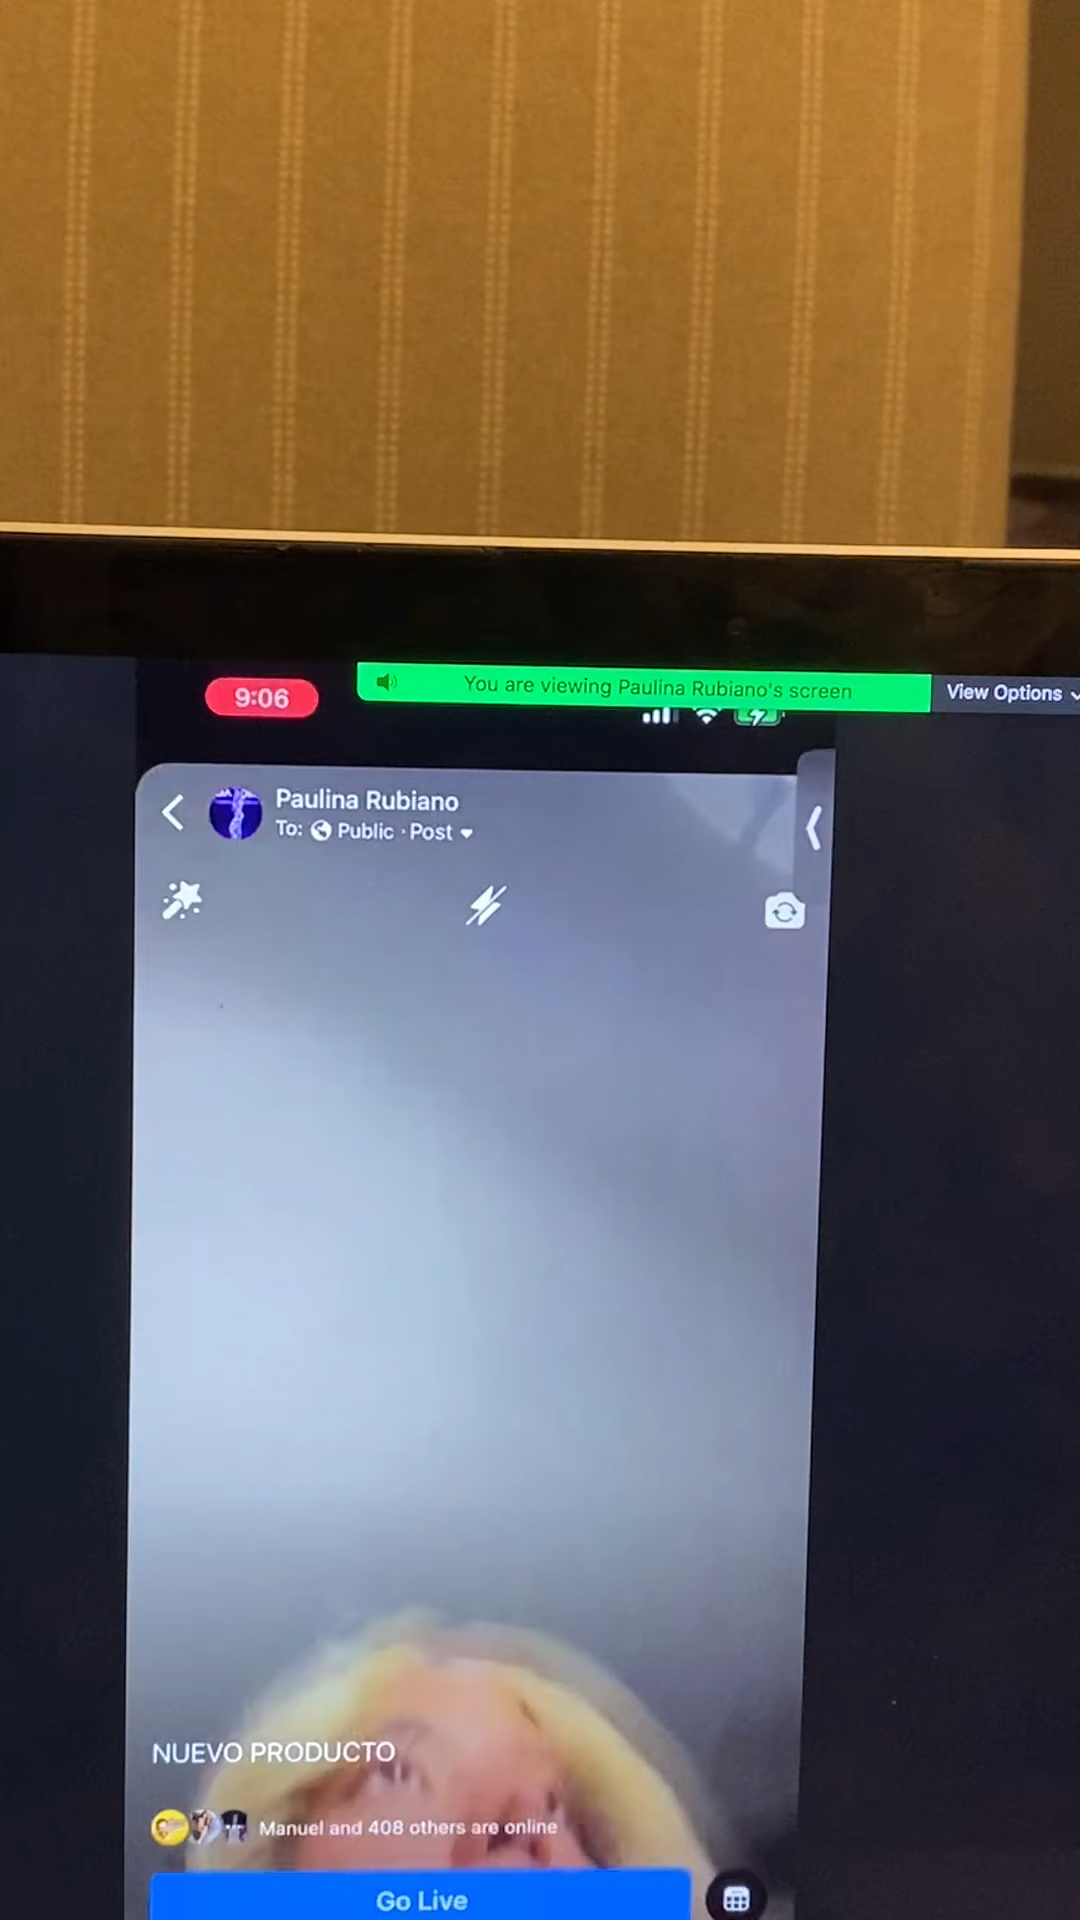 9:06
You are viewing Paulina Rubiano's screen
View Options
Paulina Rubiano
To: Public · Post
NUEVO PRODUCTO
Manuel and 408 others are online
Go Live